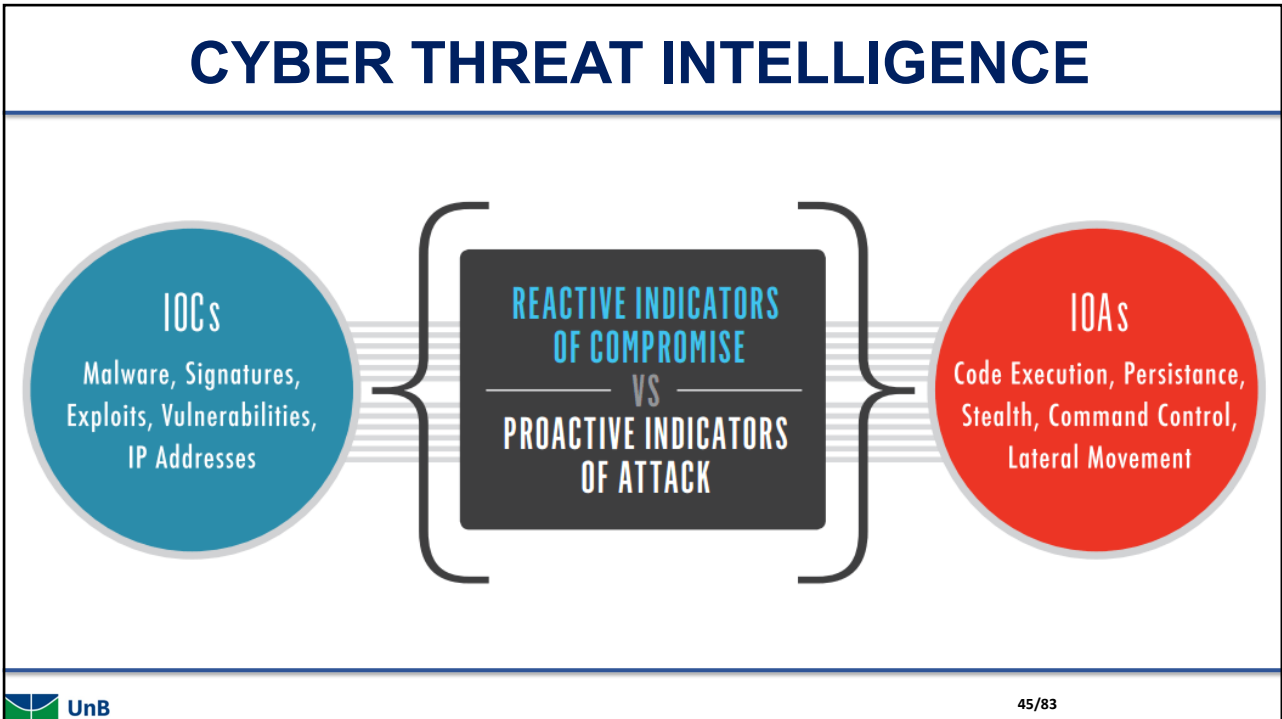 CYBER THREAT INTELLIGENCE
IOCs
Malware, Signatures,
Exploits, Vulnerabilities,
IP Addresses
REACTIVE INDICATORS
OF COMPROMISE
VS
PROACTIVE INDICATORS
OF ATTACK
IOAs
Code Execution, Persistance,
Stealth, Command Control,
Lateral Movement
UnB
45/83